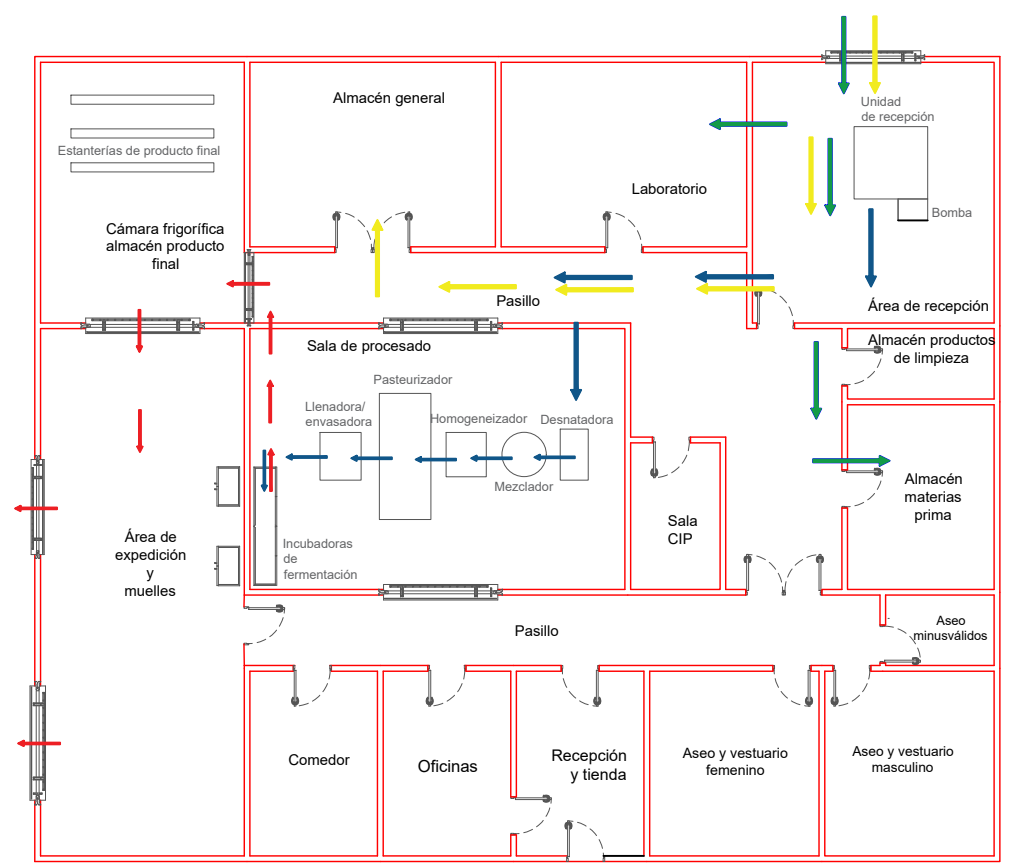 Almacén general
Unidad
de recepción
Estanterías de producto final
Laboratorio
Bomba
Cámara frigorífica
almacén producto
final
Pasillo
Área de recepción
Sala de procesado
Almacén productos
de limpieza
Pasteurizador
Llenadora/
envasadora
Homogeneizador
Desnatadora
Mezclador
Almacén
materias
prima
Sala
CIP
Área de
expedición
y
muelles
Incubadoras
de
fermentación
Pasillo
Aseo
minusválidos
Comedor
Oficinas
Recepción
y tienda
Aseo y vestuario
femenino
Aseo y vestuario
masculino